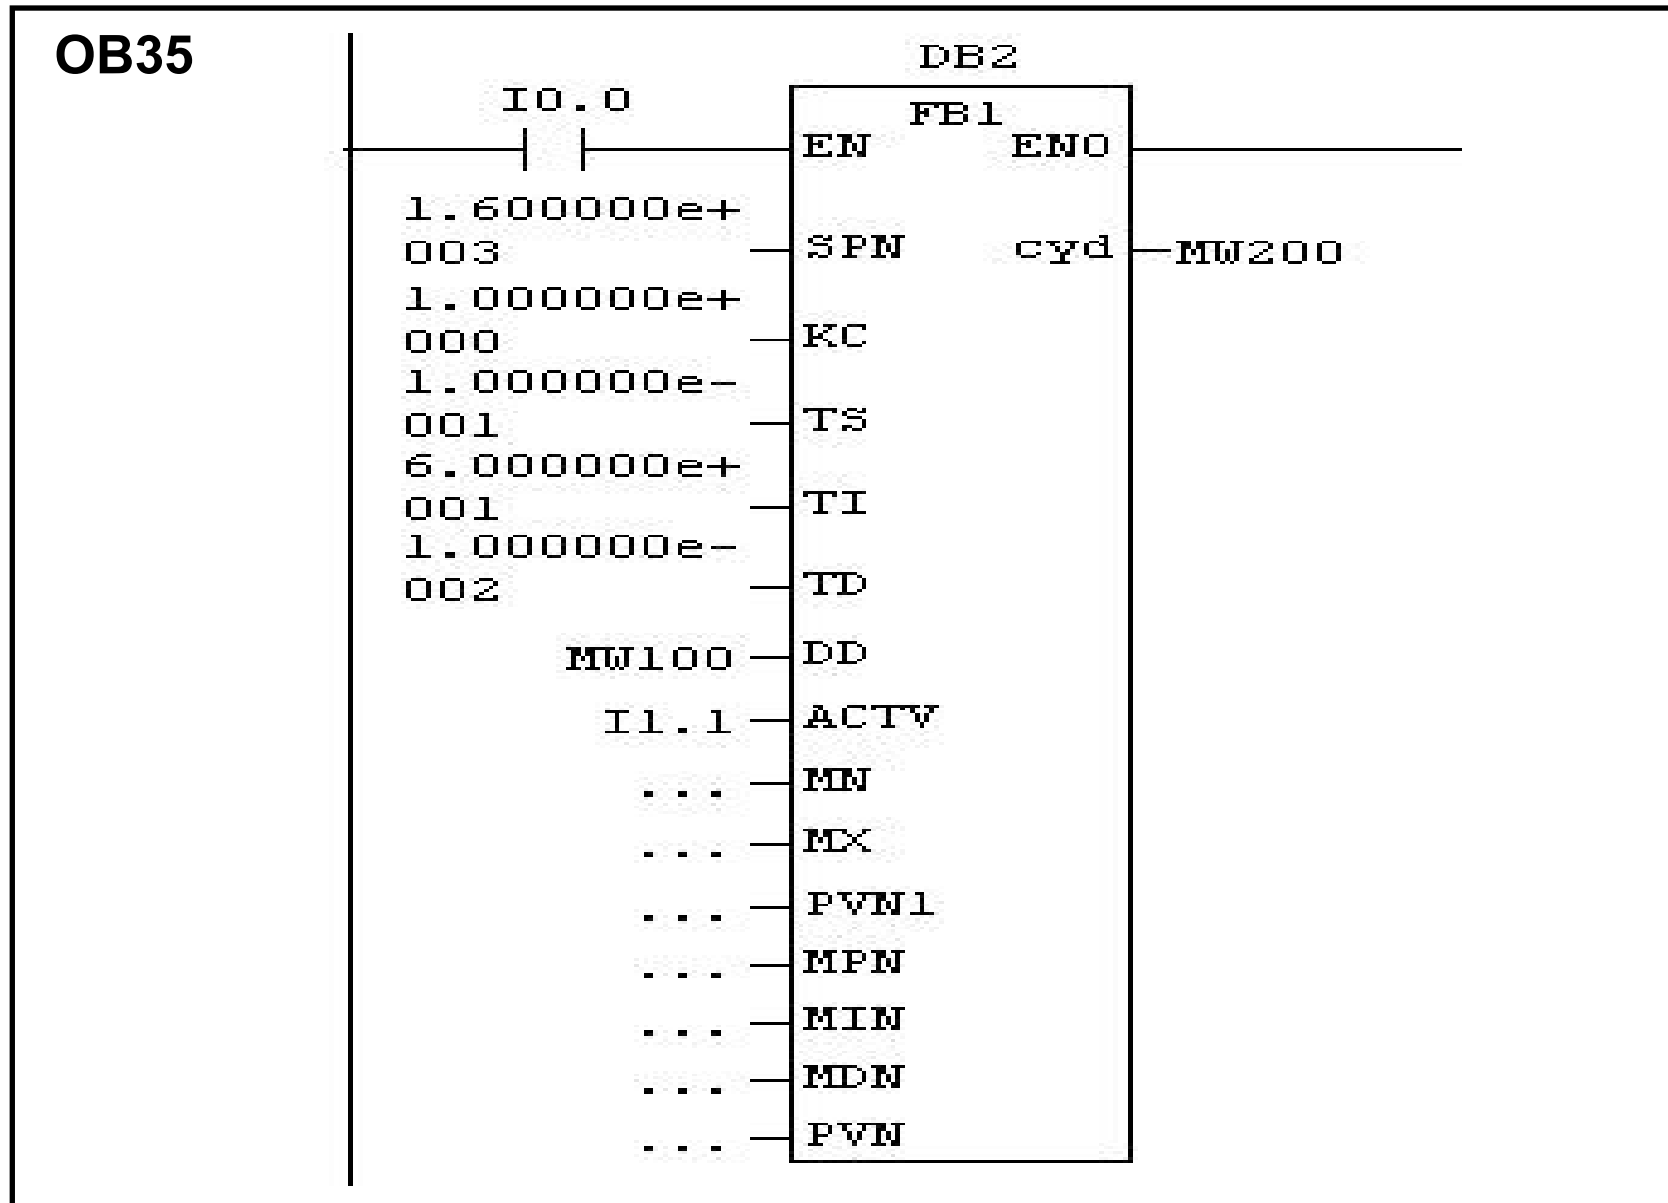 OB35
DB2
I0.0
FB1
EN ENO
1.600000e+
003 SPN cyd MW200
1.000000e+
000 KC
1.000000e-
001 TS
6.000000e+
001 TI
1.000000e-
002 TD
MW100 DD
I1.1 ACTV
... MN
... MX
... PVN1
... MPN
... MIN
... MDN
... PVN